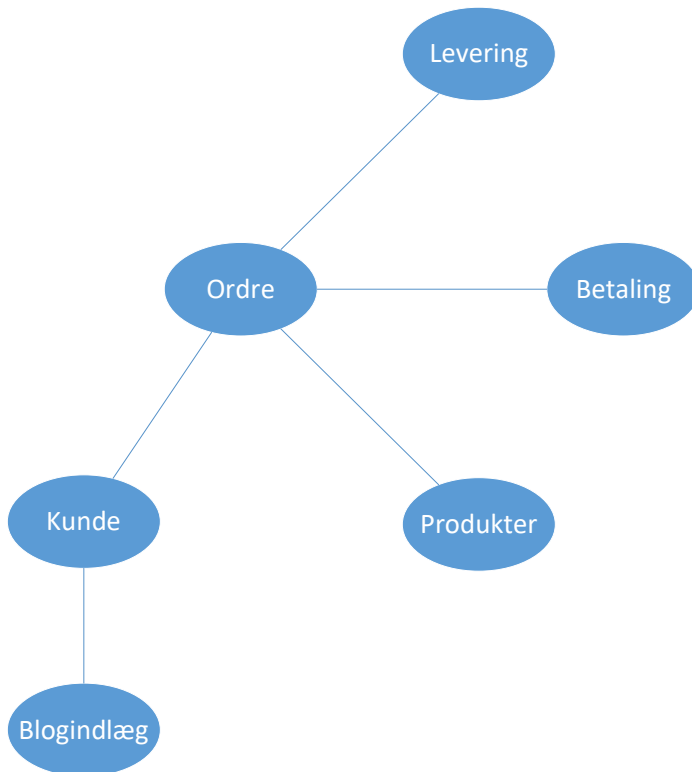 Levering
Ordre
Betaling
Kunde
Produkter
Blogindlæg